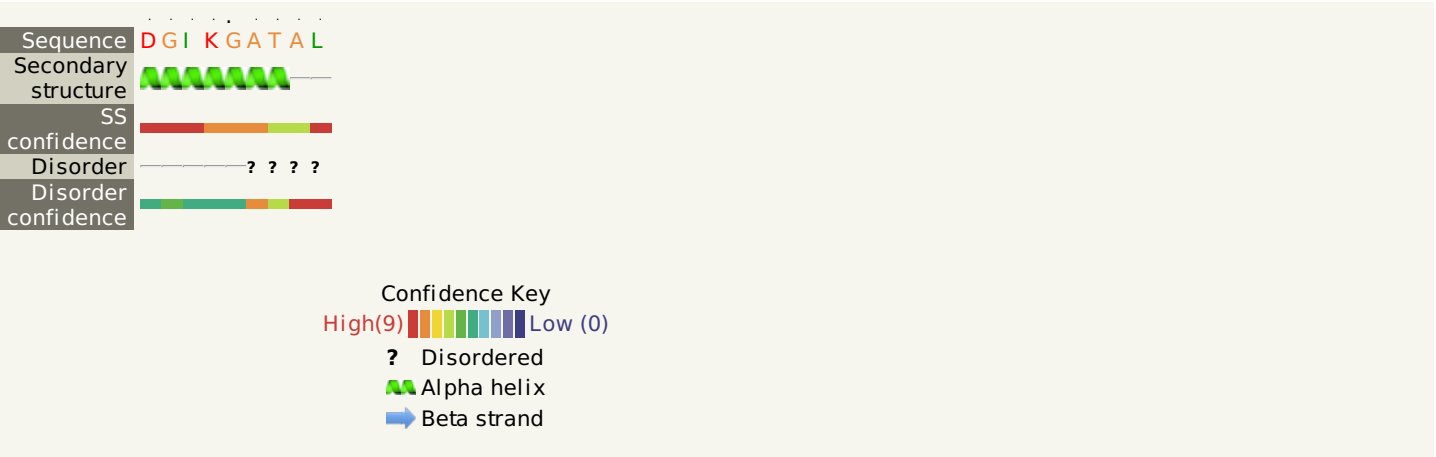 Sequence D G I K G A T A L
Secondary
structure
SS
confidence
Disorder ? ? ? ?
Disorder
confidence
Confidence Key
High(9) Low (0)
? Disordered
Alpha helix
Beta strand